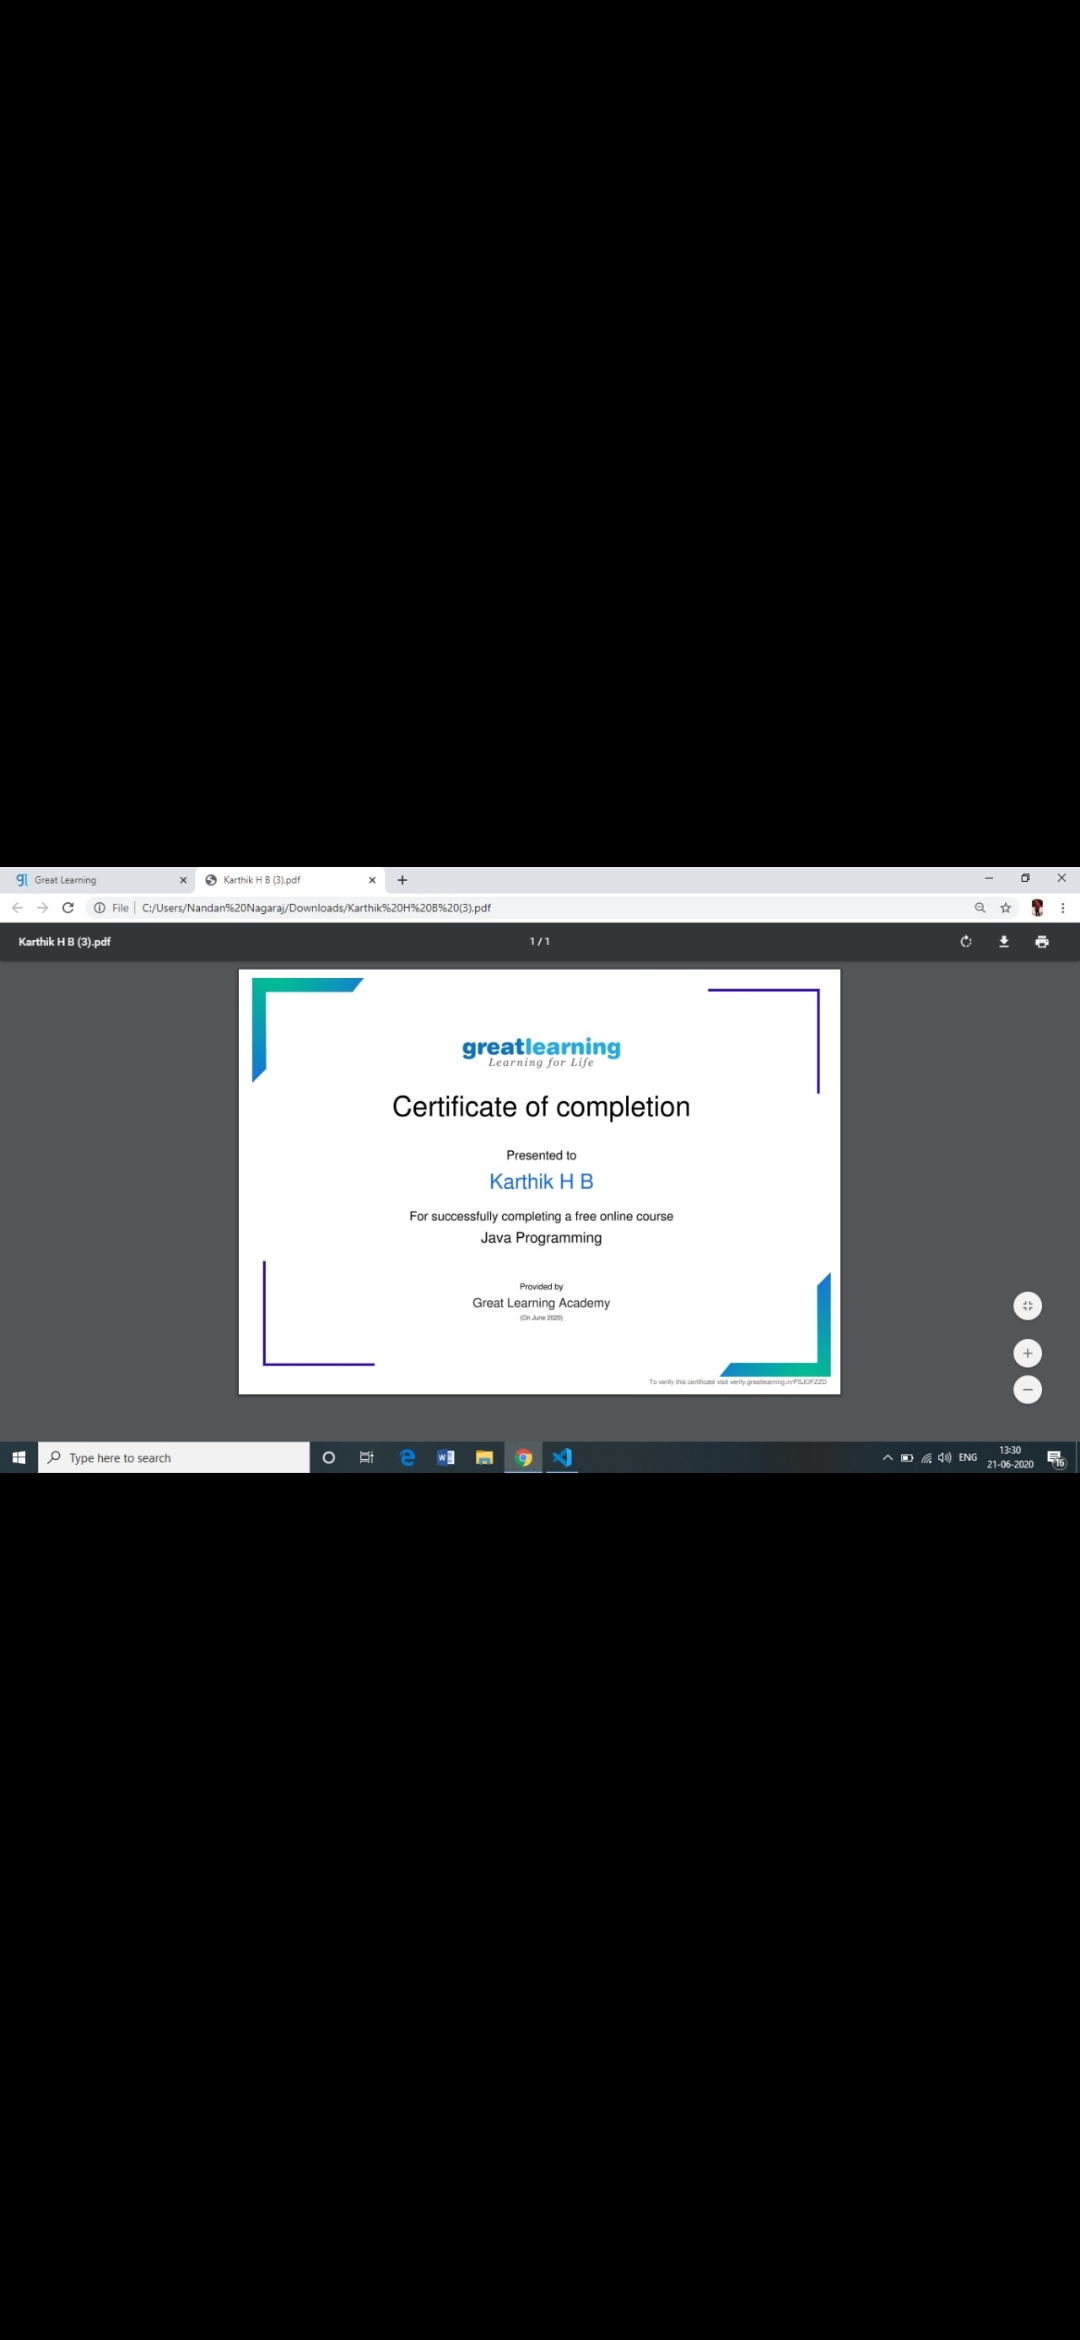 gl Great Learning
Karthik H B (3).pdf
File
C:/Users/Nandan%20Nagaraj/Downloads/Karthik%20H%20B%20(3).pdf
Karthik H B (3).pdf
1 / 1
greatlearning
Learning for Life
Certificate of completion
Presented to
Karthik H B
For successfully completing a free online course
Java Programming
Provided by
Great Learning Academy
(On June 2020)
To verify this certificate visit verify.greatlearning.in/PSJOFZZD
Type here to search
ENG
13:30
21-06-2020
16